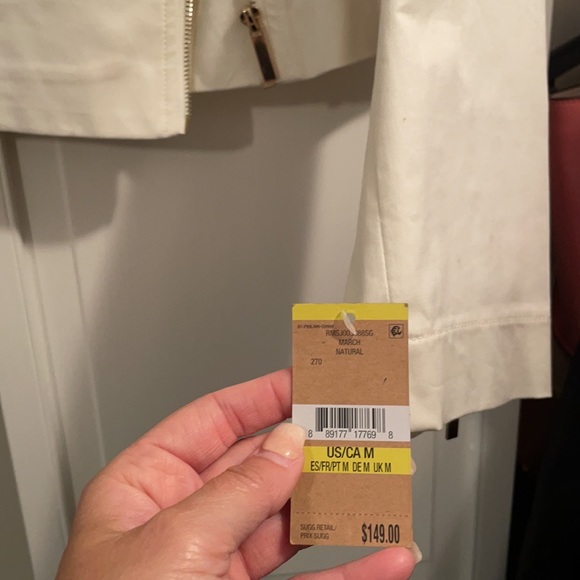 MARCH
NATURAL
270
8 89177 17769 8
US/CA M
ES/FR/PT M DE M UK M
SUGG RETAIL/
PRIX SUGG
$149.00